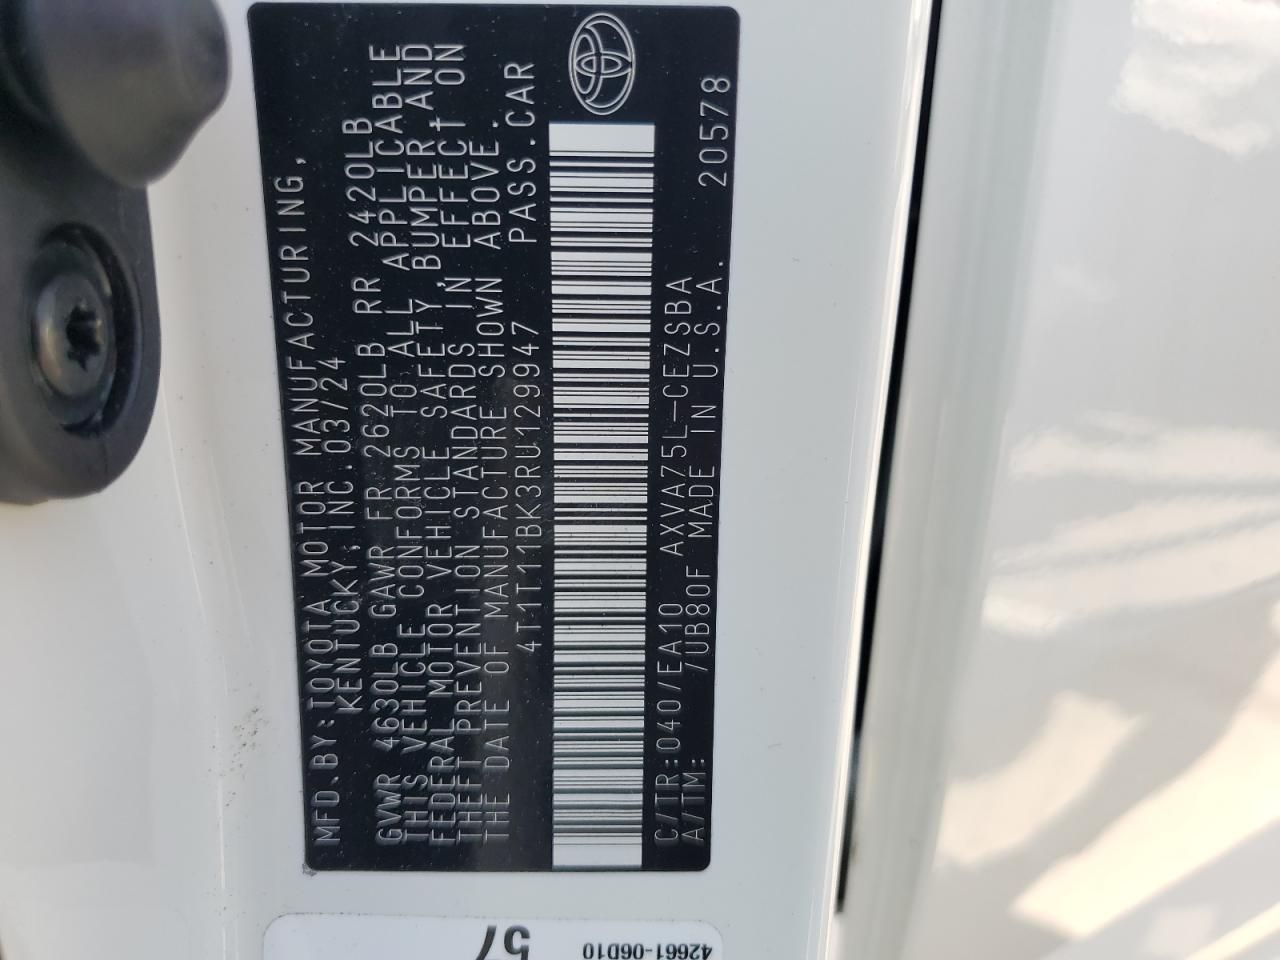 MFD.BY:TOYOTA MOTOR MANUFACTURING,
KENTUCKY, INC.03/24
GVWR 4630LB GAWR FR 2620LB RR 2420LB
THIS VEHICLE CONFORMS TO ALL APPLICABLE
FEDERAL MOTOR VEHICLE SAFETY,BUMPER,AND
THEFT PREVENTION STANDARDS IN EFFECT ON
THE DATE OF MANUFACTURE SHOWN ABOVE.
4T1T11BK3RU129947 PASS.CAR
C/TR:040/EA10 AXVA75L-CEZSBA 20578
A/TM: /UB80F MADE IN U.S.A.
57
42661-06D10